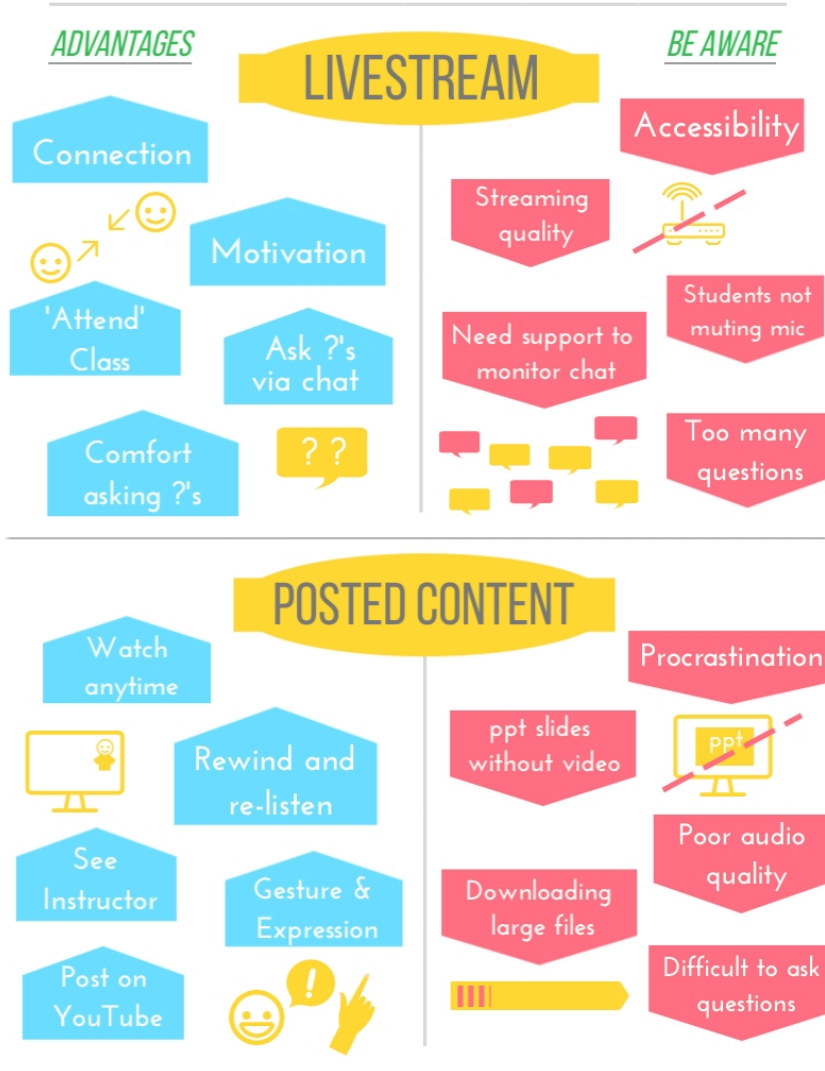 ADVANTAGES
BE AWARE
LIVESTREAM
Connection
Motivation
'Attend'
Class
Ask ?'s
via chat
Comfort
asking ?'s
? ?
Accessibility
Streaming
quality
Students not
muting mic
Need support to
monitor chat
Too many
questions
POSTED CONTENT
Watch
anytime
Rewind and
re-listen
See
Instructor
Gesture &
Expression
Post on
YouTube
!
Procrastination
ppt slides
without video
ppt
Poor audio
quality
Downloading
large files
Difficult to ask
questions